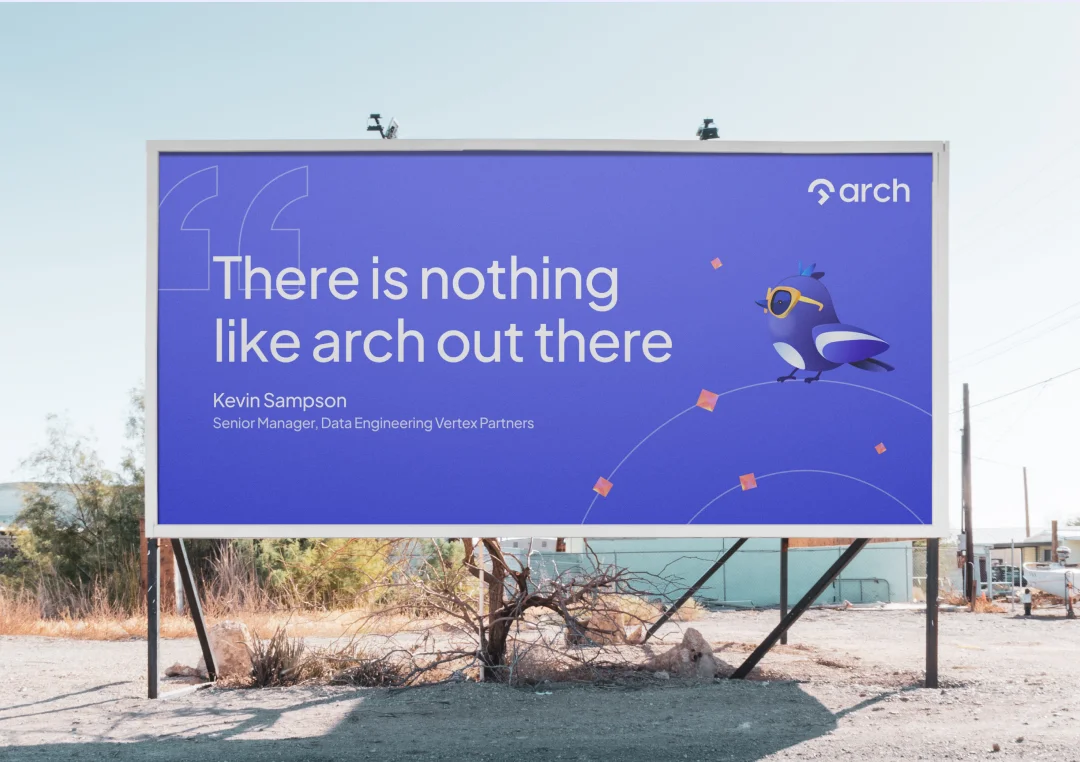 arch
There is nothing
like arch out there
Kevin Sampson
Senior Manager, Data Engineering Vertex Partners